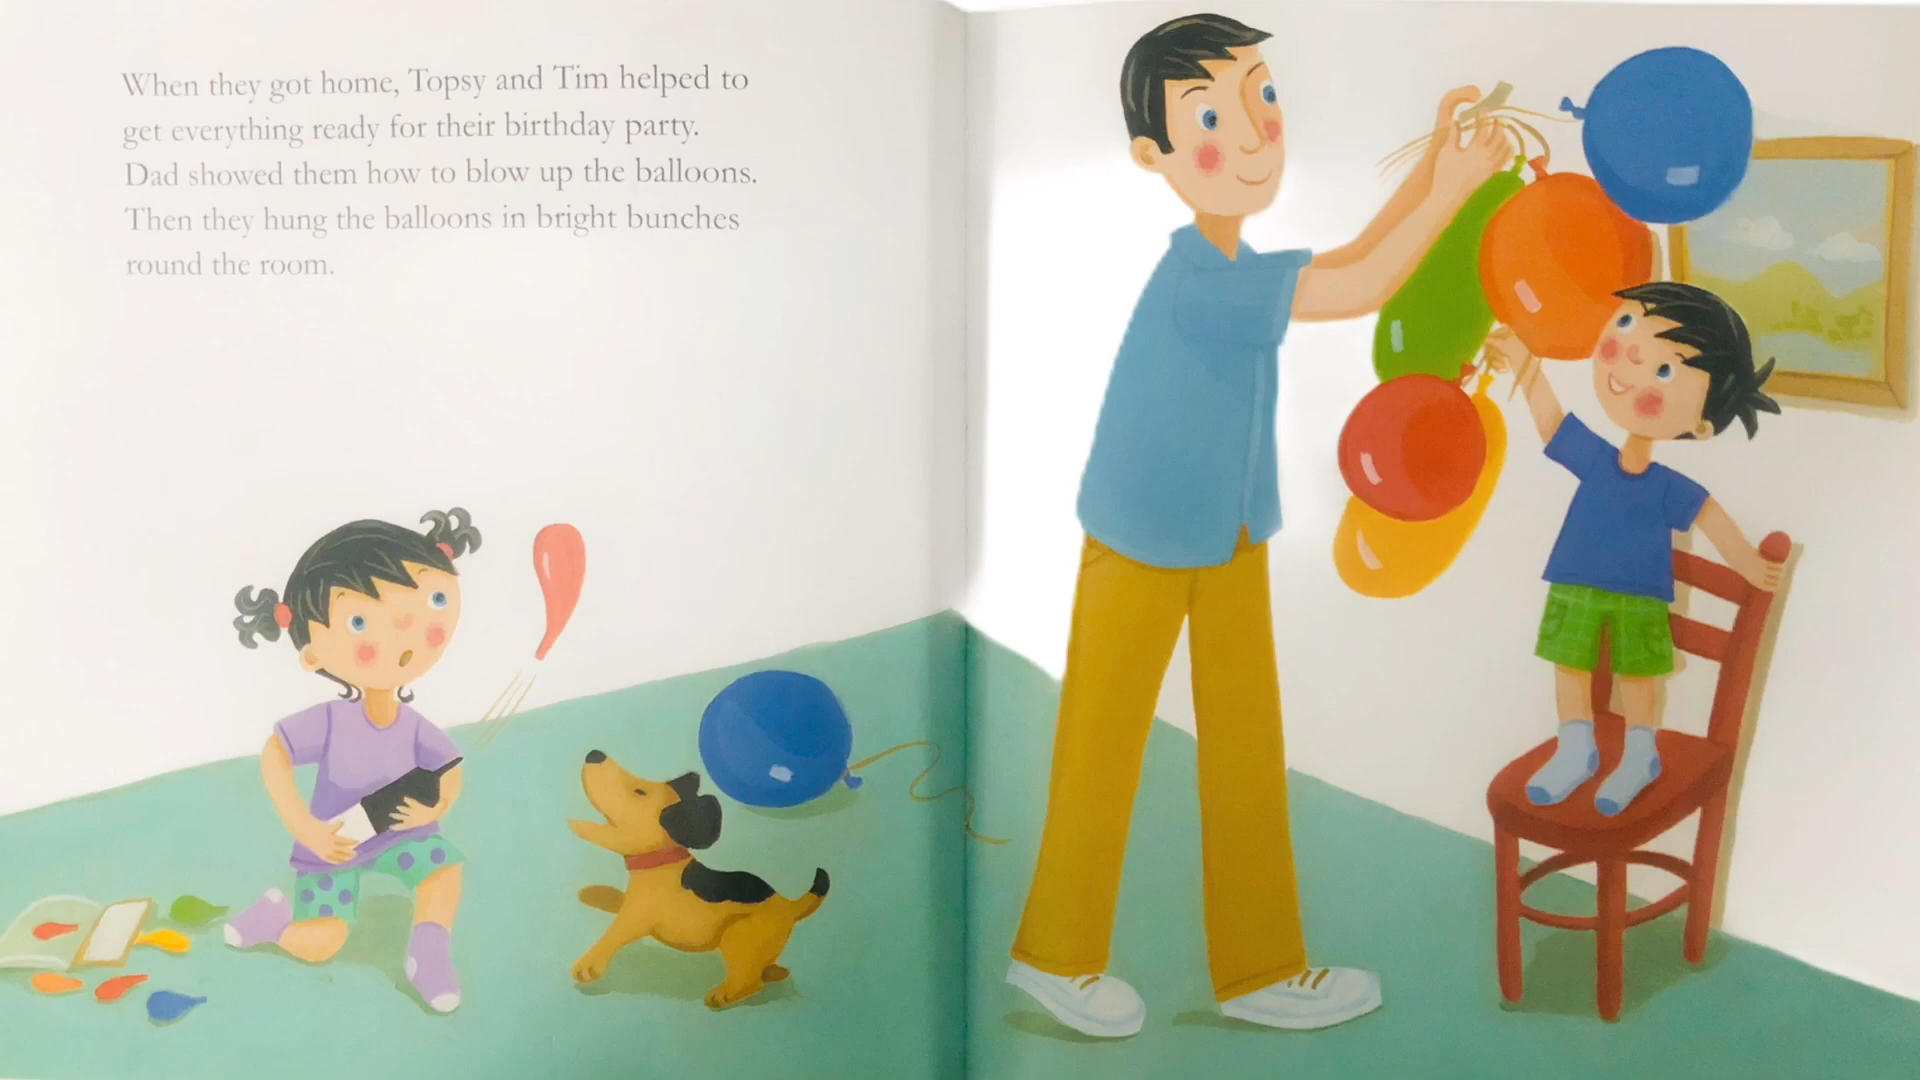 When they got home, Topsy and Tim helped to
get everything ready for their birthday party.
Dad showed them how to blow up the balloons.
Then they hung the balloons in bright bunches
round the room.